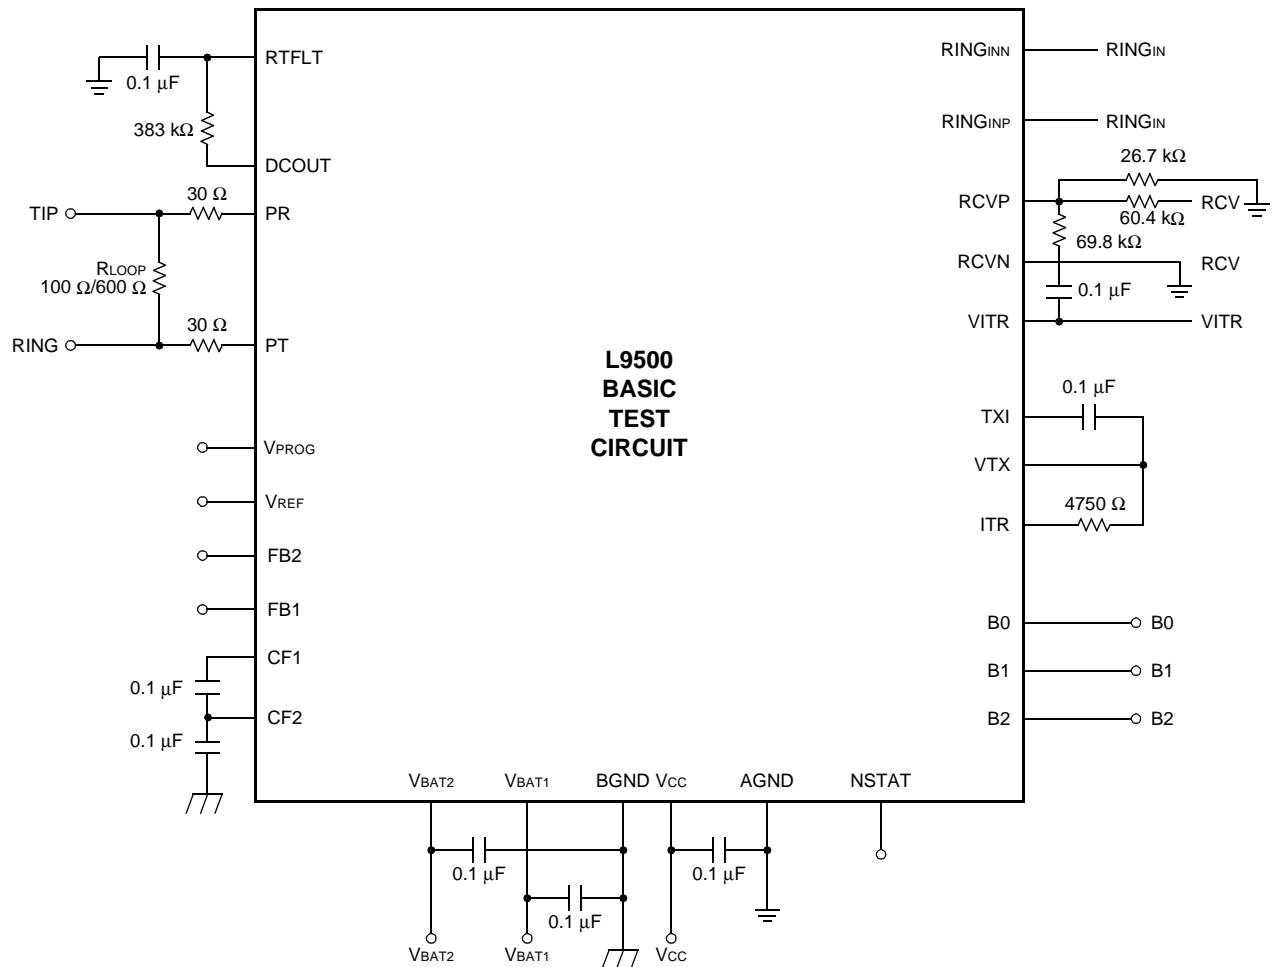 RTFLT
0.1 µF
383 kΩ
DCOUT
30 Ω
TIP
PR
RLOOP
100 Ω/600 Ω
30 Ω
RING
PT
VPROG
VREF
FB2
FB1
CF1
0.1 µF
CF2
0.1 µF
L9500
BASIC
TEST
CIRCUIT
RINGINN
RINGIN
RINGINP
RINGIN
26.7 kΩ
RCVP
RCV
60.4 kΩ
69.8 kΩ
RCVN
RCV
0.1 µF
VITR
VITR
0.1 µF
TXI
VTX
4750 Ω
ITR
B0
B0
B1
B1
B2
B2
VBAT2
VBAT1
BGND
VCC
AGND
NSTAT
0.1 µF
0.1 µF
0.1 µF
VBAT2
VBAT1
VCC